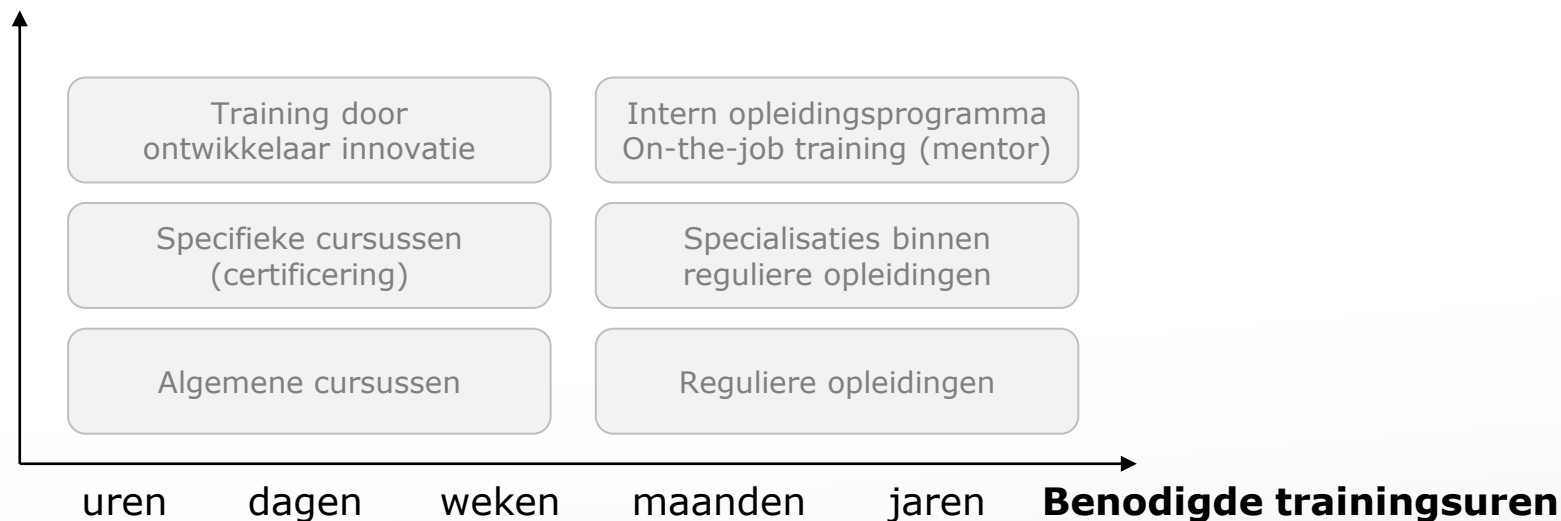 Training door
ontwikkelaar innovatie
Intern opleidingsprogramma
On-the-job training (mentor)
Specifieke cursussen
(certificering)
Specialisaties binnen
reguliere opleidingen
Algemene cursussen
Reguliere opleidingen
uren dagen weken maanden jaren Benodigde trainingsuren